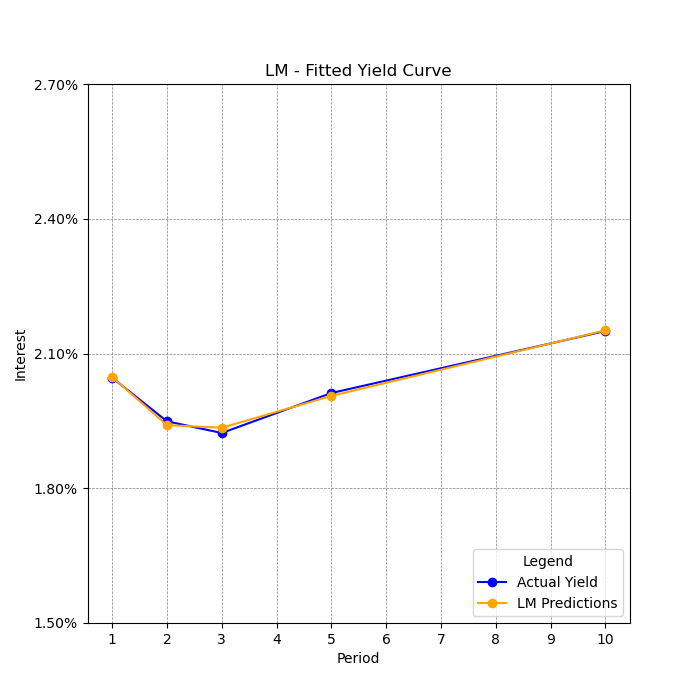 LM - Fitted Yield Curve
2.70%
2.40%
2.10%
1.80%
1.50%
Interest
1 2 3 4 5 6 7 8 9 10
Period
Legend
Actual Yield
LM Predictions